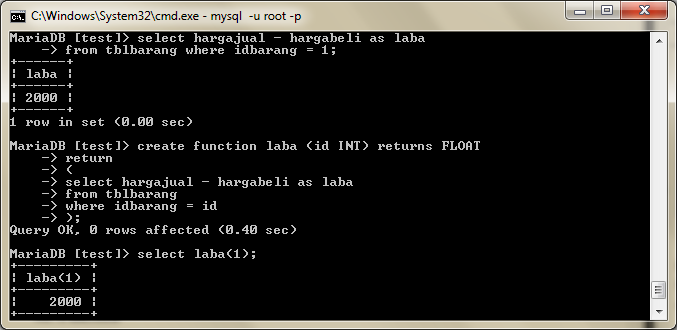 C:\Windows\System32\cmd.exe - mysql  -u root -p
MariaDB [test]> select hargajual - hargabeli as laba
    -> from tblbarang where idbarang = 1;
+------+
| laba |
+------+
| 2000 |
+------+
1 row in set (0.00 sec)
MariaDB [test]> create function laba (id INT) returns FLOAT
    -> return
    -> (
    -> select hargajual - hargabeli as laba
    -> from tblbarang
    -> where idbarang = id
    -> );
Query OK, 0 rows affected (0.40 sec)
MariaDB [test]> select laba(1);
+---------+
| laba(1) |
+---------+
|    2000 |
+---------+